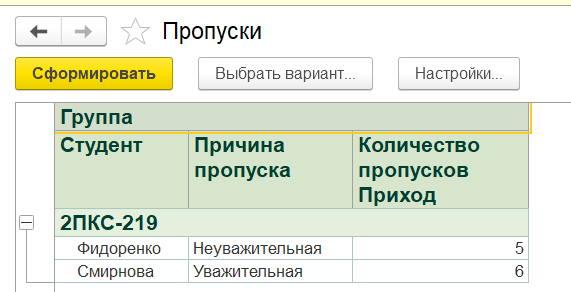 Пропуски
Сформировать Выбрать вариант... Настройки...
Группа
Студент Причина пропуска Количество пропусков Приход
2ПКС-219
Фидоренко Неуважительная 5
Смирнова Уважительная 6